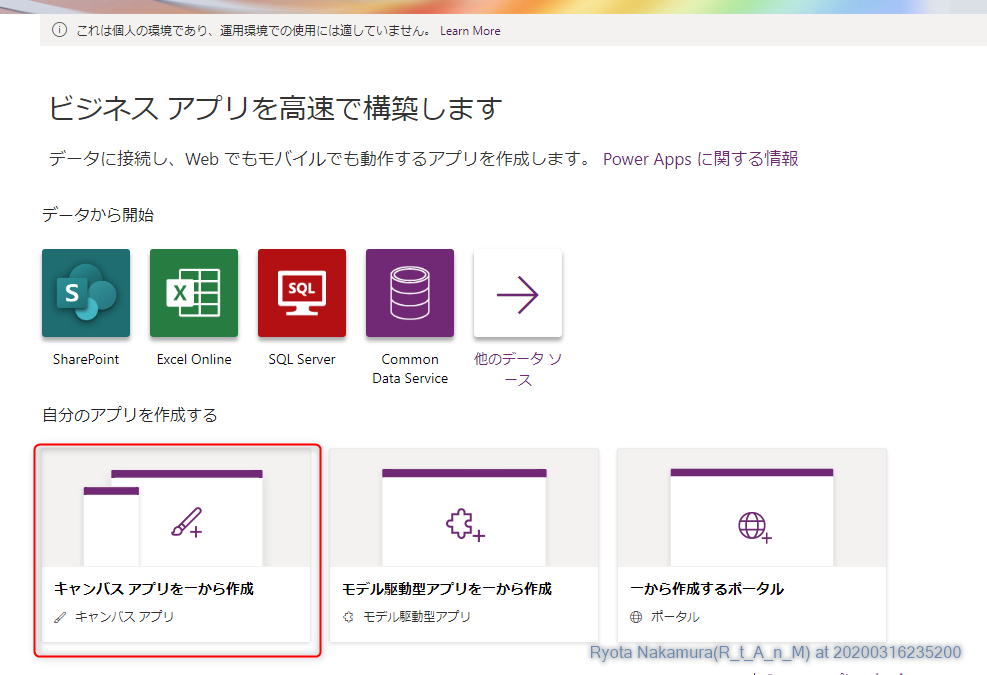 これは個人の環境であり、運用環境での使用には適していません。 Learn More
ビジネス アプリを高速で構築します
データに接続し、Web でもモバイルでも動作するアプリを作成します。 Power Apps に関する情報
データから開始
S
X
SQL
SharePoint
Excel Online
SQL Server
Common
Data Service
他のデータ ソ
ース
自分のアプリを作成する
キャンバス アプリを一から作成
キャンバス アプリ
モデル駆動型アプリを一から作成
モデル駆動型アプリ
一から作成するポータル
ポータル
Ryota Nakamura(R_t_A_n_M) at 20200316235200